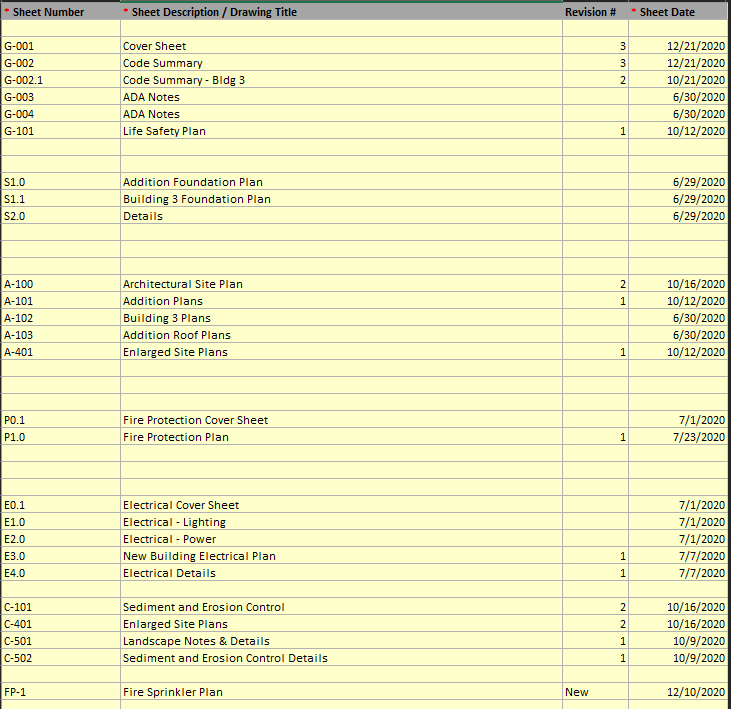 * Sheet Number * Sheet Description / Drawing Title Revision # * Sheet Date
G-001 Cover Sheet 3 12/21/2020
G-002 Code Summary 3 12/21/2020
G-002.1 Code Summary - Bldg 3 2 10/21/2020
G-003 ADA Notes 6/30/2020
G-004 ADA Notes 6/30/2020
G-101 Life Safety Plan 1 10/12/2020
S1.0 Addition Foundation Plan 6/29/2020
S1.1 Building 3 Foundation Plan 6/29/2020
S2.0 Details 6/29/2020
A-100 Architectural Site Plan 2 10/16/2020
A-101 Addition Plans 1 10/12/2020
A-102 Building 3 Plans 6/30/2020
A-103 Addition Roof Plans 6/30/2020
A-401 Enlarged Site Plans 1 10/12/2020
P0.1 Fire Protection Cover Sheet 7/1/2020
P1.0 Fire Protection Plan 1 7/23/2020
E0.1 Electrical Cover Sheet 7/1/2020
E1.0 Electrical - Lighting 7/1/2020
E2.0 Electrical - Power 7/1/2020
E3.0 New Building Electrical Plan 1 7/7/2020
E4.0 Electrical Details 1 7/7/2020
C-101 Sediment and Erosion Control 2 10/16/2020
C-401 Enlarged Site Plans 2 10/16/2020
C-501 Landscape Notes & Details 1 10/9/2020
C-502 Sediment and Erosion Control Details 1 10/9/2020
FP-1 Fire Sprinkler Plan New 12/10/2020